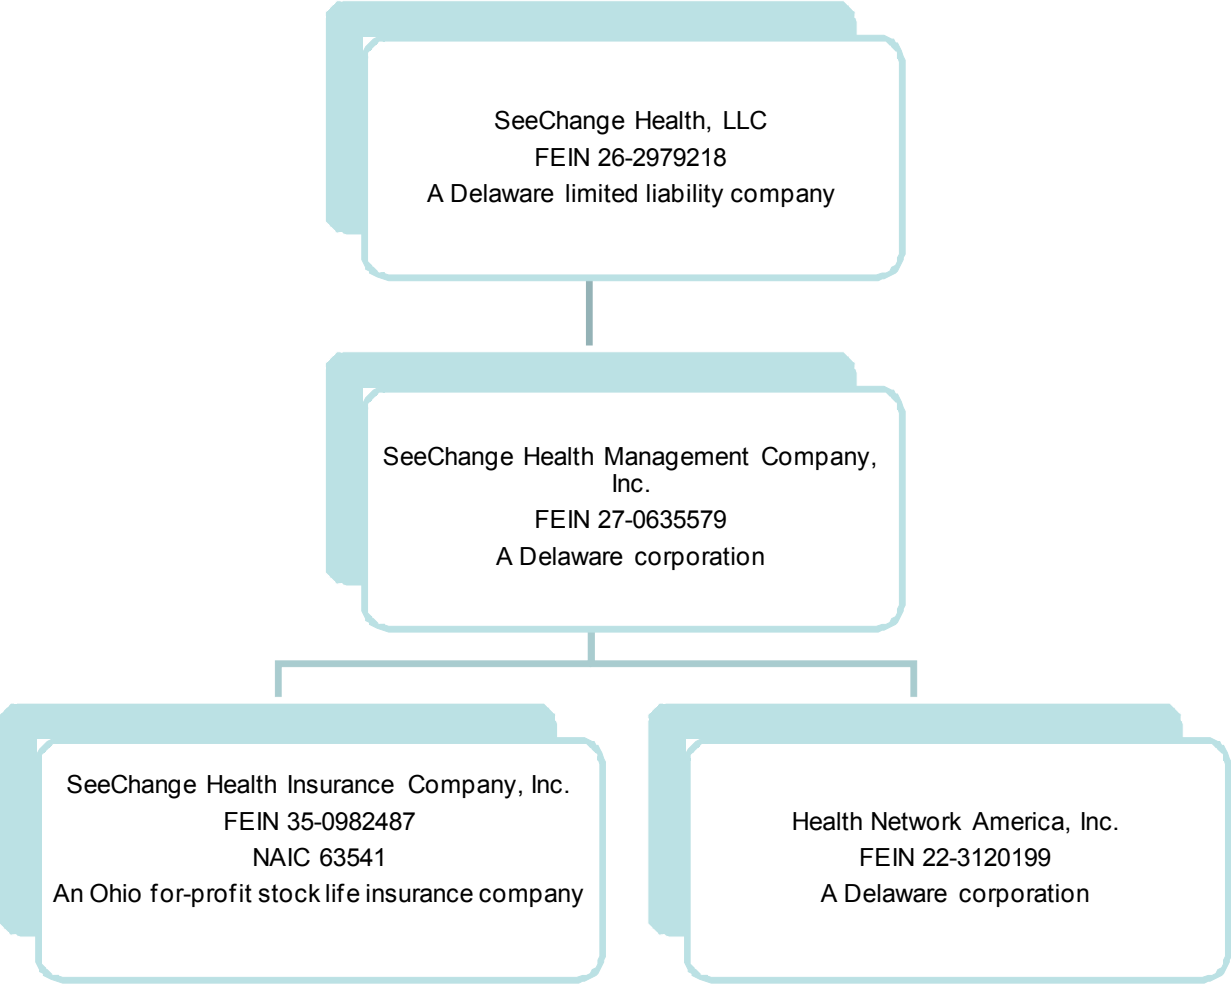 SeeChange Health, LLC
FEIN 26-2979218
A Delaware limited liability company
SeeChange Health Management Company,
Inc.
FEIN 27-0635579
A Delaware corporation
SeeChange Health Insurance Company, Inc.
FEIN 35-0982487
NAIC 63541
An Ohio for-profit stock life insurance company
Health Network America, Inc.
FEIN 22-3120199
A Delaware corporation